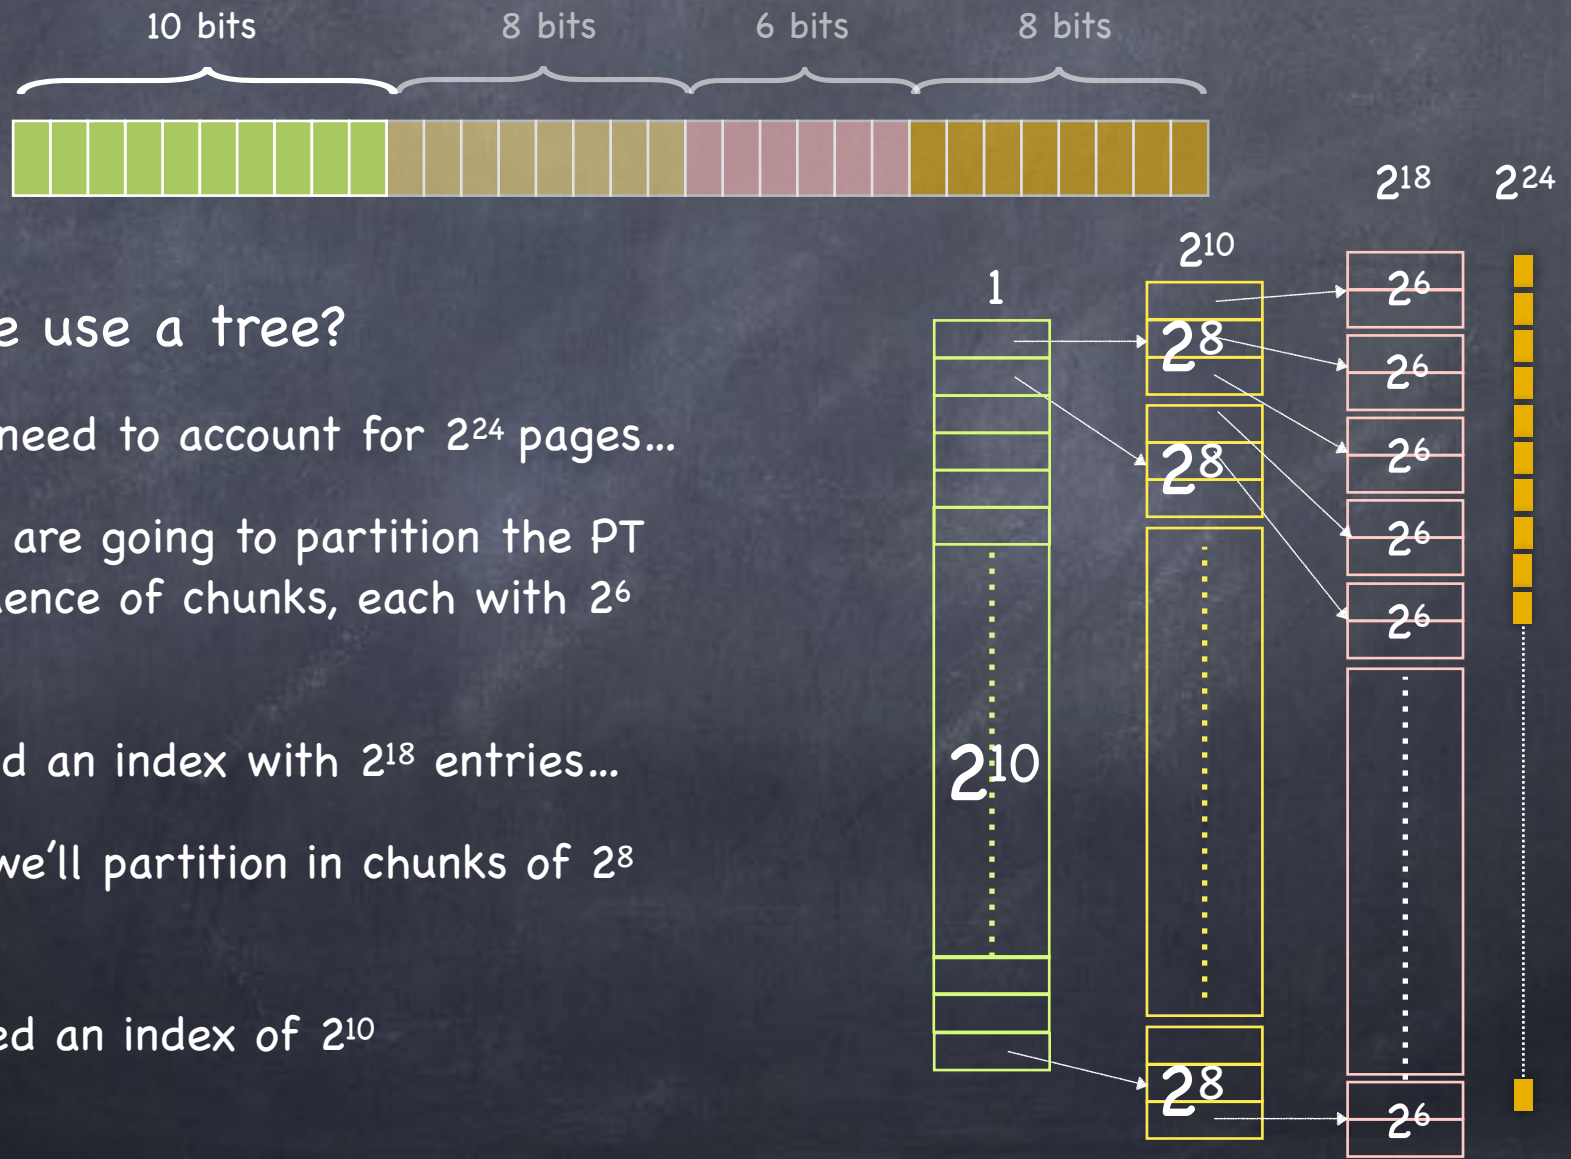 10 bits 8 bits 6 bits 8 bits
2¹⁸ 2²⁴
2¹⁰
1
use a tree?
need to account for 2²⁴ pages...
are going to partition the PT
of chunks, each with 2⁶
an index with 2¹⁸ entries...
we'll partition in chunks of 2⁸
an index of 2¹⁰
2¹⁰
2⁸
2⁸
2⁸
2⁶
2⁶
2⁶
2⁶
2⁶
2⁶